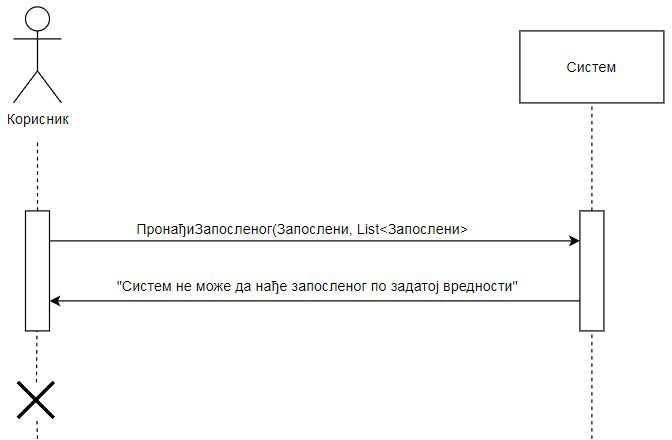 Систем
Корисник
ПронађиЗапосленог(Запослени, List<Запослени>
"Систем не може да нађе запосленог по задатој вредности"